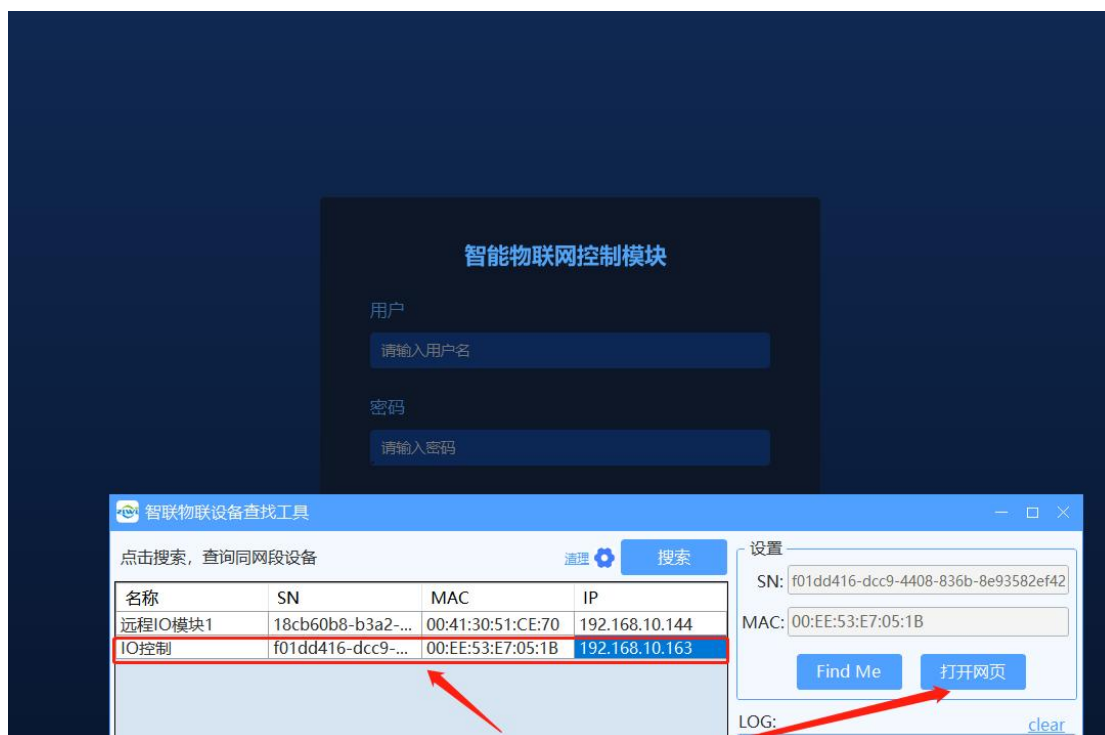 智能物联网控制模块
用户
请输入用户名
密码
请输入密码
智联物联设备查找工具
点击搜索，查询同网段设备 清理 搜索
名称 SN MAC IP
远程IO模块1 18cb60b8-b3a2-... 00:41:30:51:CE:70 192.168.10.144
IO控制 f01dd416-dcc9-... 00:EE:53:E7:05:1B 192.168.10.163
设置
SN: f01dd416-dcc9-4408-836b-8e93582ef42
MAC: 00:EE:53:E7:05:1B
Find Me 打开网页
LOG: clear